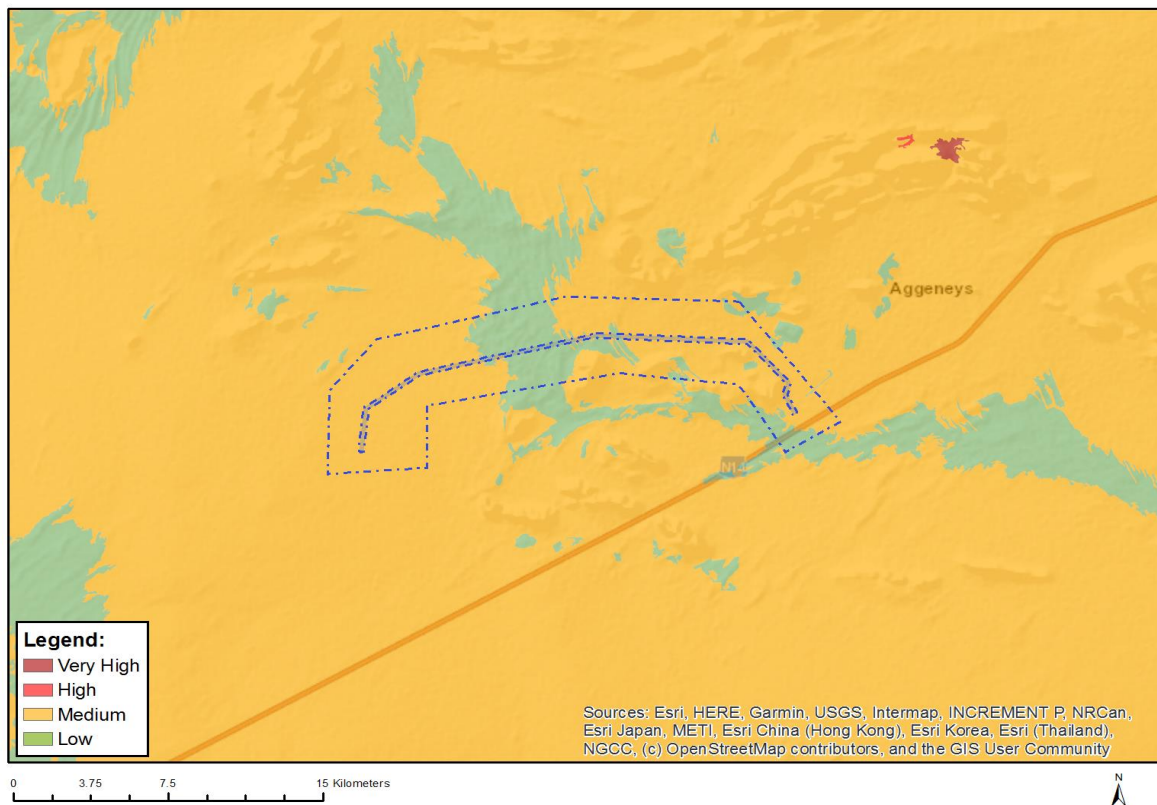 Aggeneys
N14
Legend:
Very High
High
Medium
Low
Sources: Esri, HERE, Garmin, USGS, Intermap, INCREMENT P, NRCan,
Esri Japan, METI, Esri China (Hong Kong), Esri Korea, Esri (Thailand),
NGCC, (c) OpenStreetMap contributors, and the GIS User Community
0 3.75 7.5 15 Kilometers
N